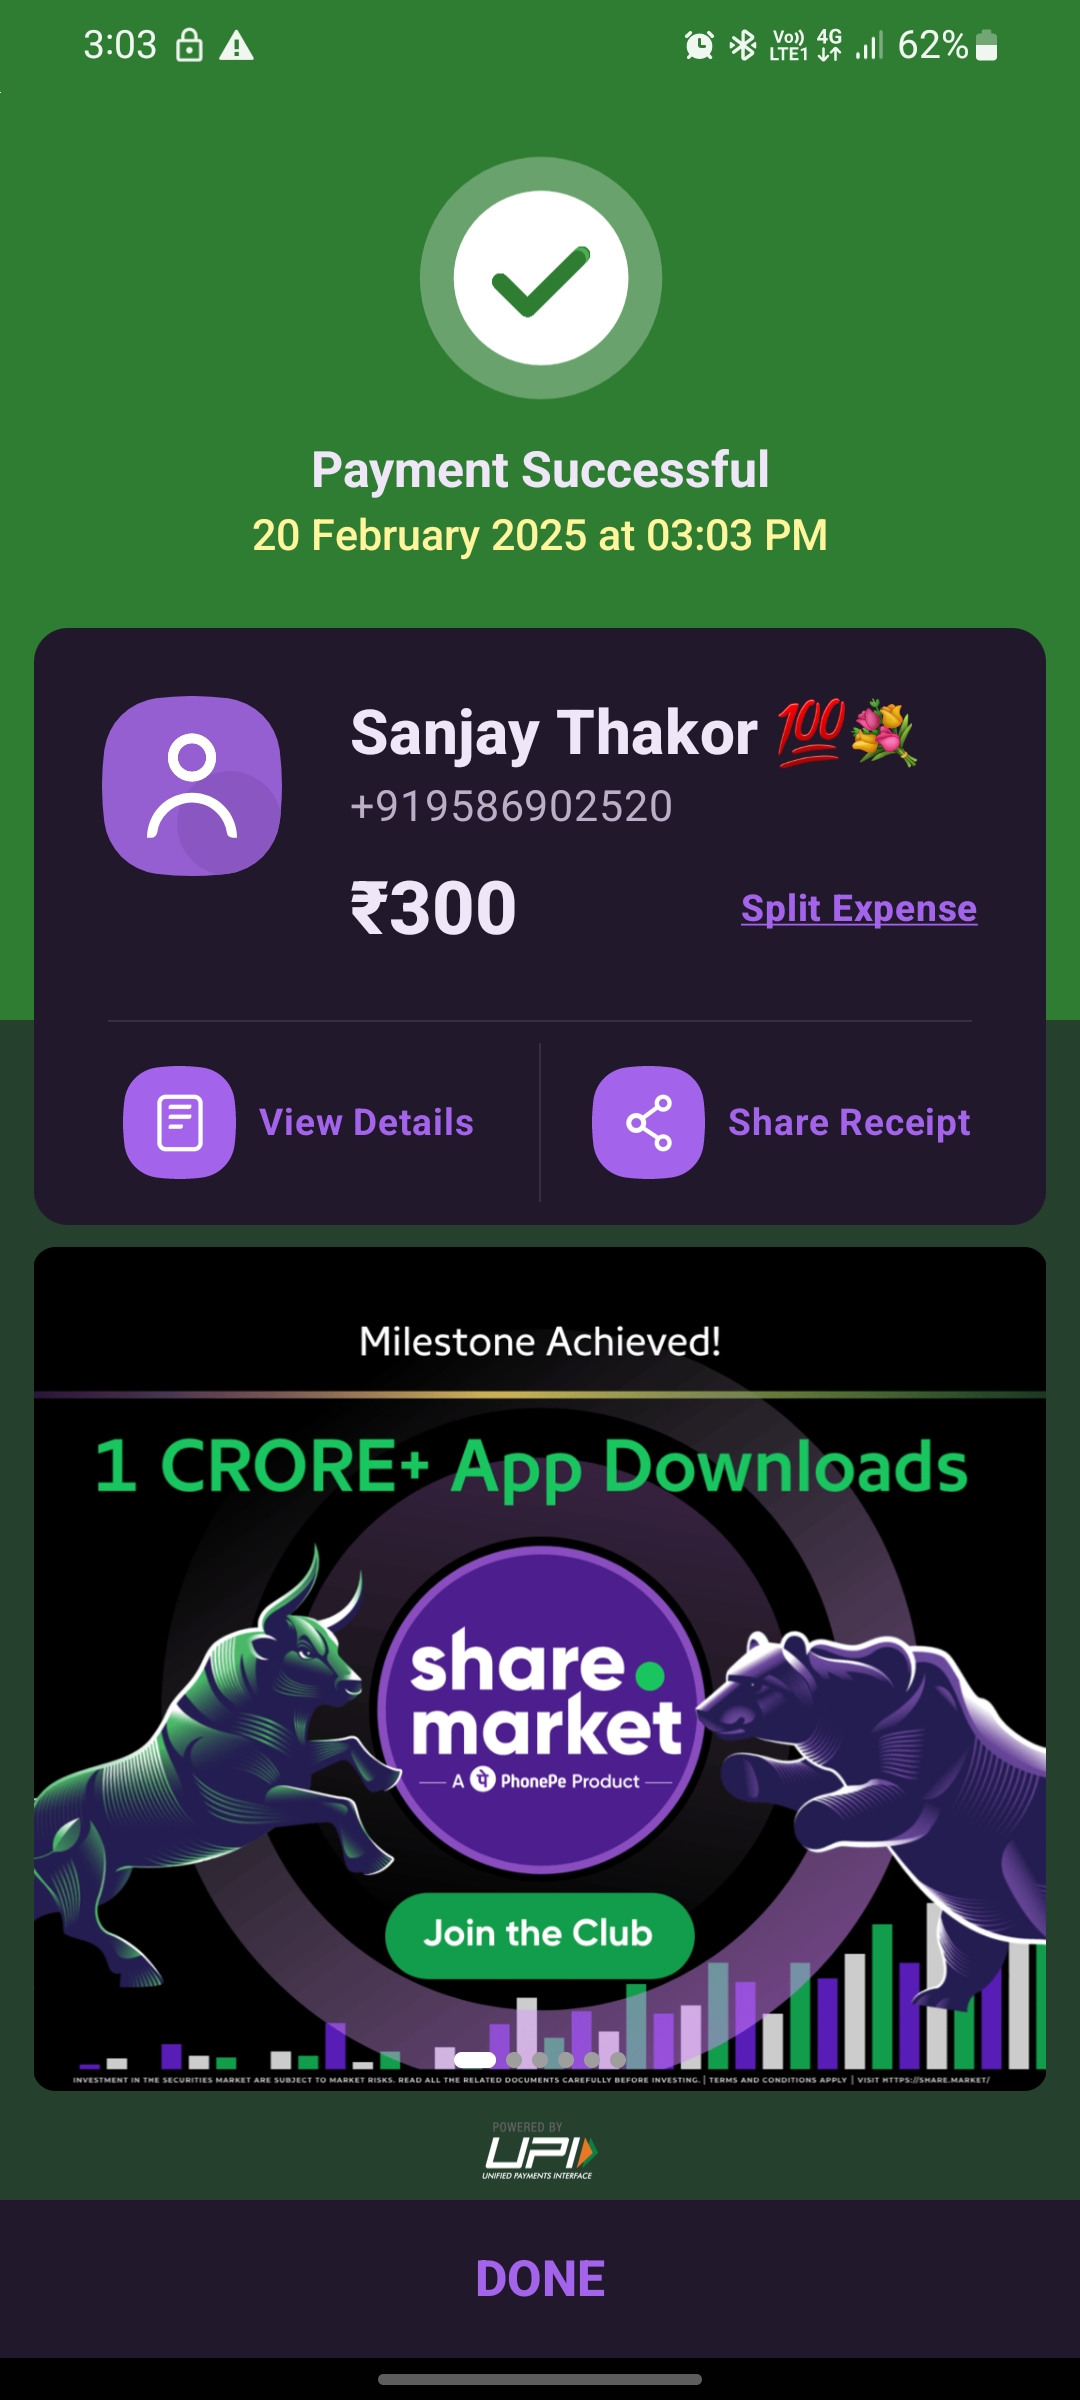 3:03 Vo)) LTE1 4G 62%
Payment Successful
20 February 2025 at 03:03 PM
Sanjay Thakor 💯💐
+919586902520
₹300
Split Expense
View Details
Share Receipt
Milestone Achieved!
1 CRORE+ App Downloads
share.
market
A पे PhonePe Product
Join the Club
INVESTMENT IN THE SECURITIES MARKET ARE SUBJECT TO MARKET RISKS. READ ALL THE RELATED DOCUMENTS CAREFULLY BEFORE INVESTING. | TERMS AND CONDITIONS APPLY | VISIT HTTPS://SHARE.MARKET/
POWERED BY
UPI
UNIFIED PAYMENTS INTERFACE
DONE